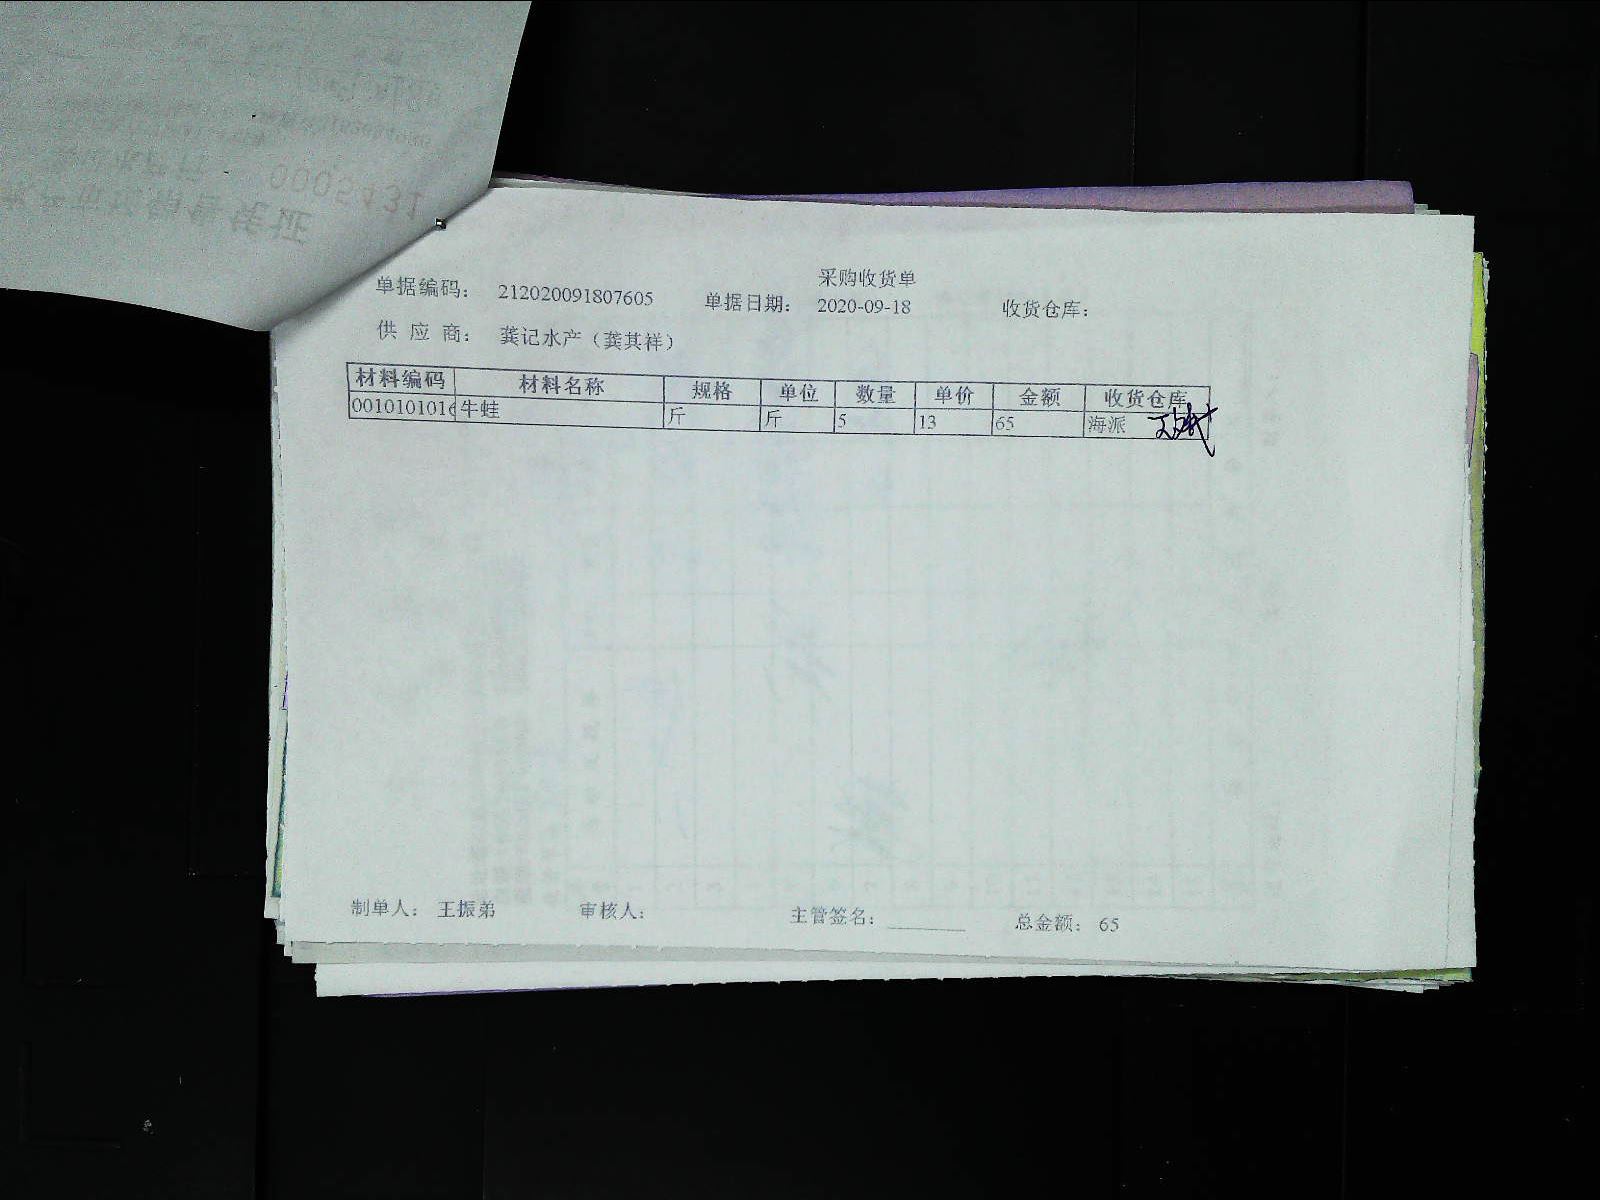 0005431
采购收货单
单据编码： 212020091807605 单据日期： 2020-09-18 收货仓库：
供 应 商： 龚记水产（龚其祥）
材料编码 材料名称 规格 单位 数量 单价 金额 收货仓库
001010101 牛蛙 斤 斤 5 13 65 海派
制单人： 王振弟 审核人： 主管签名： 总金额： 65